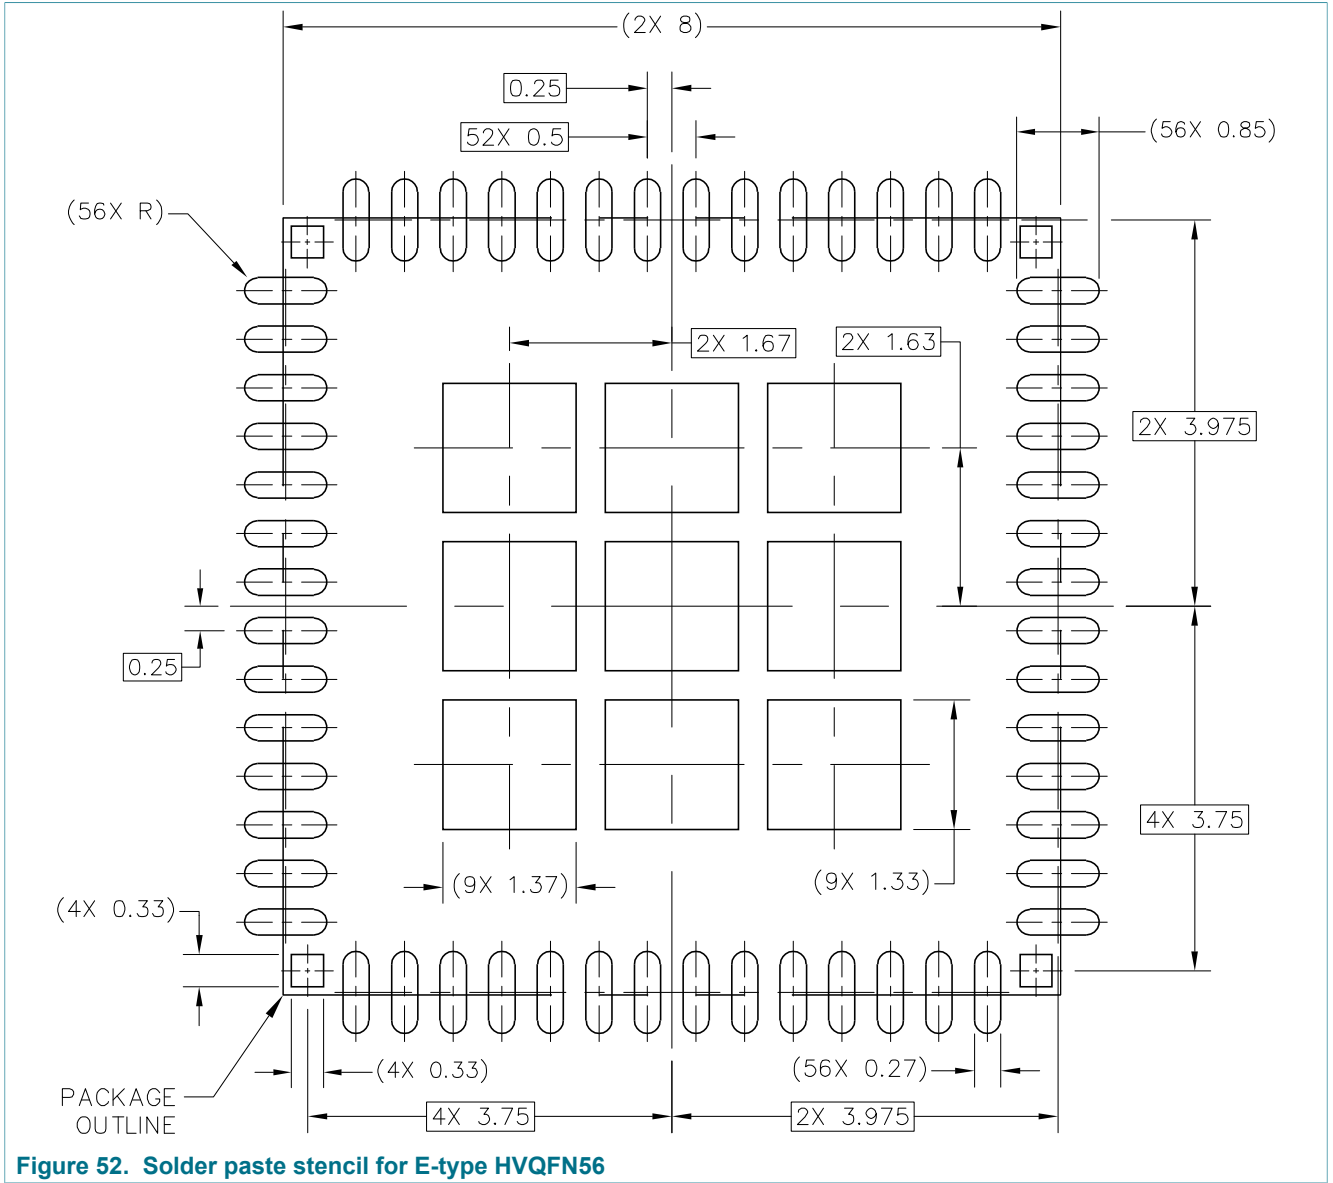 (2X 8)
0.25
52X 0.5
(56X 0.85)
(56X R)
2X 1.67
2X 1.63
2X 3.975
0.25
4X 3.75
(9X 1.37)
(9X 1.33)
(4X 0.33)
(4X 0.33)
(56X 0.27)
PACKAGE
OUTLINE
4X 3.75
2X 3.975
Figure 52. Solder paste stencil for E-type HVQFN56